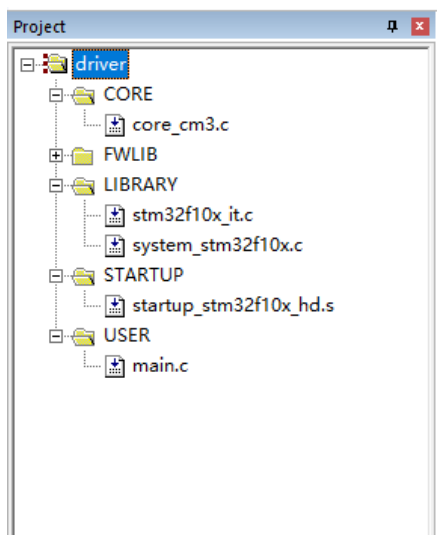 Project
driver
CORE
core_cm3.c
FWLIB
LIBRARY
stm32f10x_it.c
system_stm32f10x.c
STARTUP
startup_stm32f10x_hd.s
USER
main.c